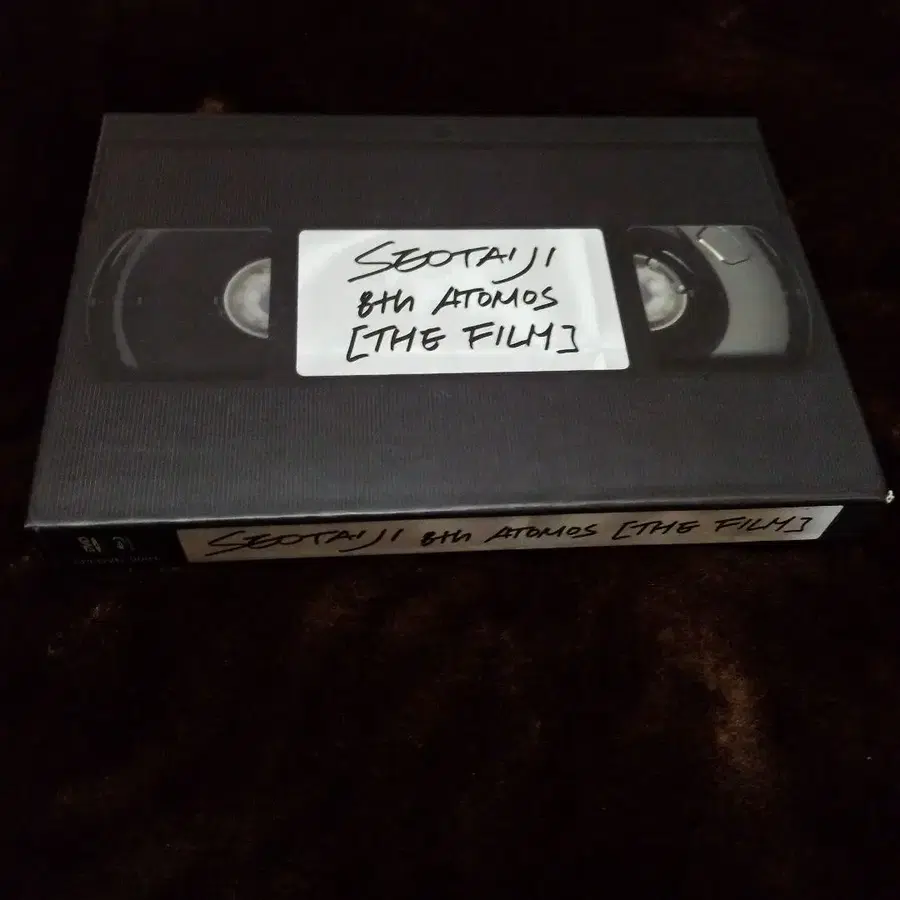 SEOTAIJI
8th ATOMOS
[THE FILM]
SEOTAIJI 8th ATOMOS [THE FILM]